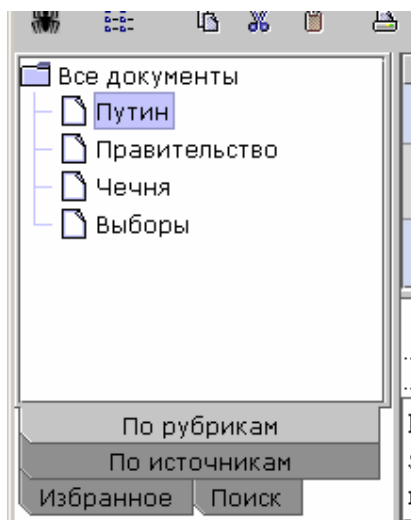 Все документы
Путин
Правительство
Чечня
Выборы
По рубрикам
По источникам
Избранное Поиск